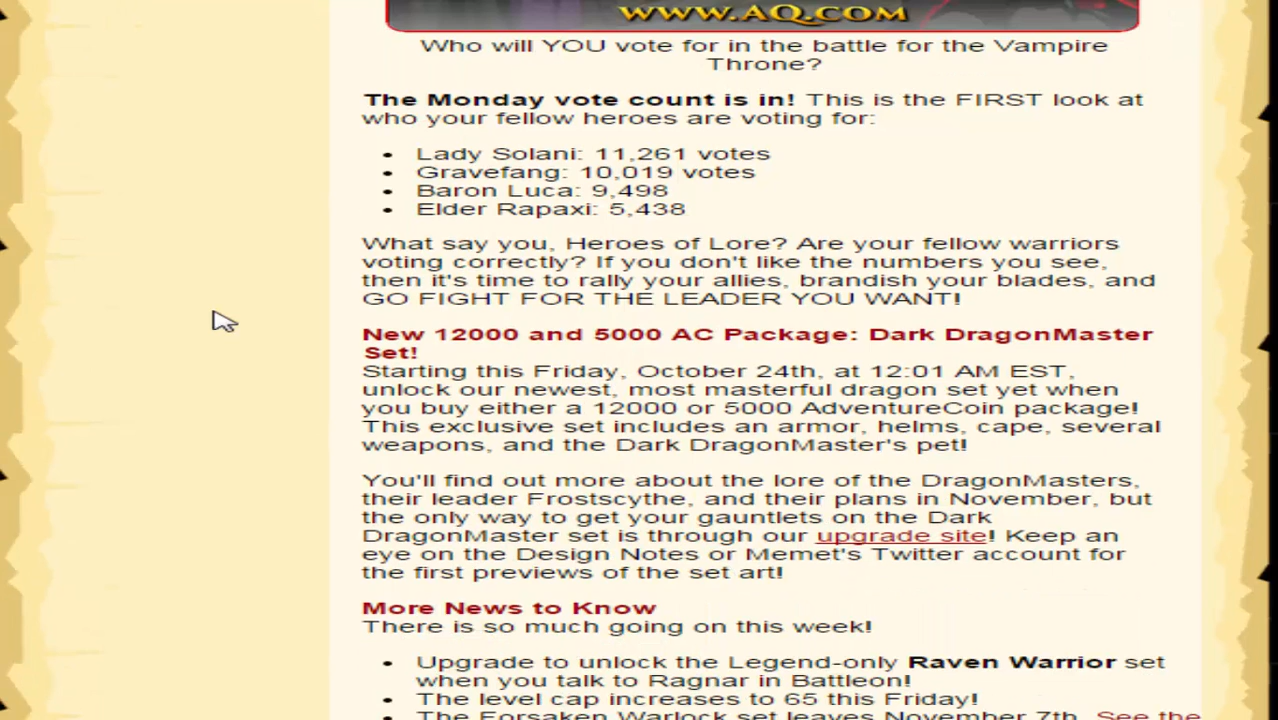 WWW.AQ.COM
Who will YOU vote for in the battle for the Vampire
Throne?
The Monday vote count is in! This is the FIRST look at
who your fellow heroes are voting for:
• Lady Solani: 11,261 votes
• Gravefang: 10,019 votes
• Baron Luca: 9,498
• Elder Rapaxi: 5,438
What say you, Heroes of Lore? Are your fellow warriors
voting correctly? If you don't like the numbers you see,
then it's time to rally your allies, brandish your blades, and
GO FIGHT FOR THE LEADER YOU WANT!
New 12000 and 5000 AC Package: Dark DragonMaster
Set!
Starting this Friday, October 24th, at 12:01 AM EST,
unlock our newest, most masterful dragon set yet when
you buy either a 12000 or 5000 AdventureCoin package!
This exclusive set includes an armor, helms, cape, several
weapons, and the Dark DragonMaster's pet!
You'll find out more about the lore of the DragonMasters,
their leader Frostscythe, and their plans in November, but
the only way to get your gauntlets on the Dark
DragonMaster set is through our upgrade site! Keep an
eye on the Design Notes or Memet's Twitter account for
the first previews of the set art!
More News to Know
There is so much going on this week!
• Upgrade to unlock the Legend-only Raven Warrior set
when you talk to Ragnar in Battleon!
• The level cap increases to 65 this Friday!
• The Forsaken Warlock set leaves November 7th. See the